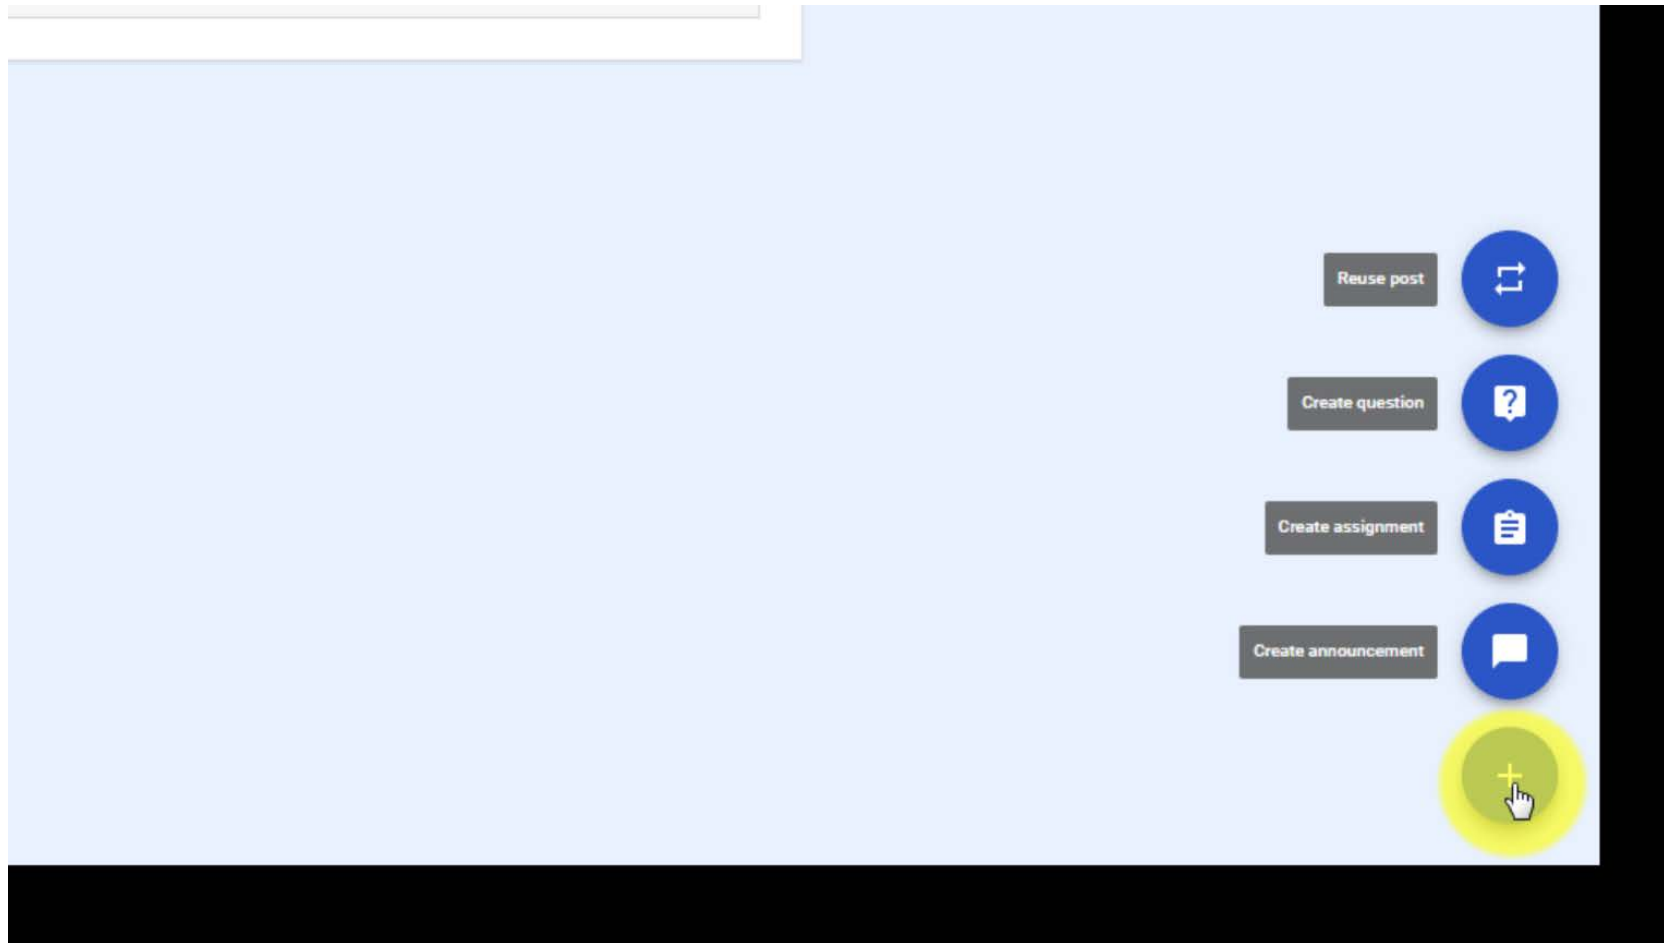 Reuse post
Create question
Create assignment
Create announcement